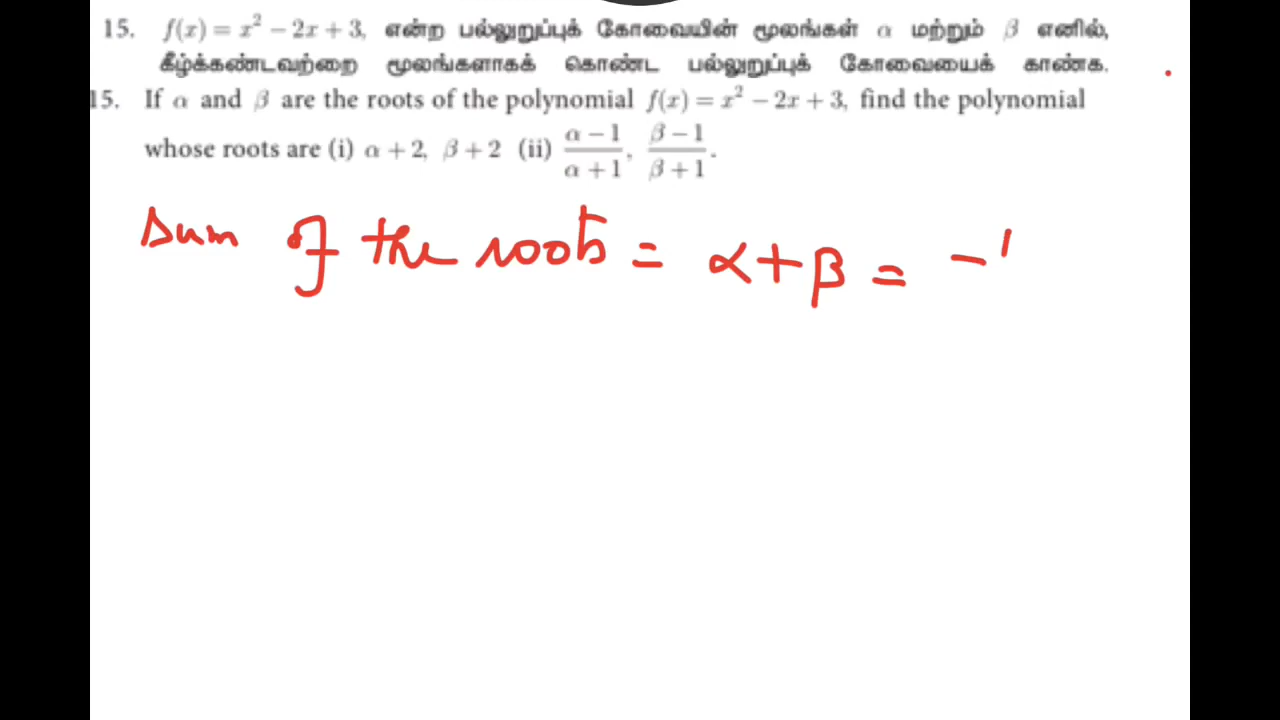 15. f(x) = x² − 2x + 3, என்ற பல்லுறுப்புக் கோவையின் மூலங்கள் α மற்றும் β எனில்,
கீழ்க்கண்டவற்றை மூலங்களாகக் கொண்ட பல்லுறுப்புக் கோவையைக் காண்க.
15. If α and β are the roots of the polynomial f(x) = x² − 2x + 3, find the polynomial
whose roots are (i) α + 2, β + 2 (ii) (α − 1)/(α + 1), (β − 1)/(β + 1).
Sum of the roots = α + β = −